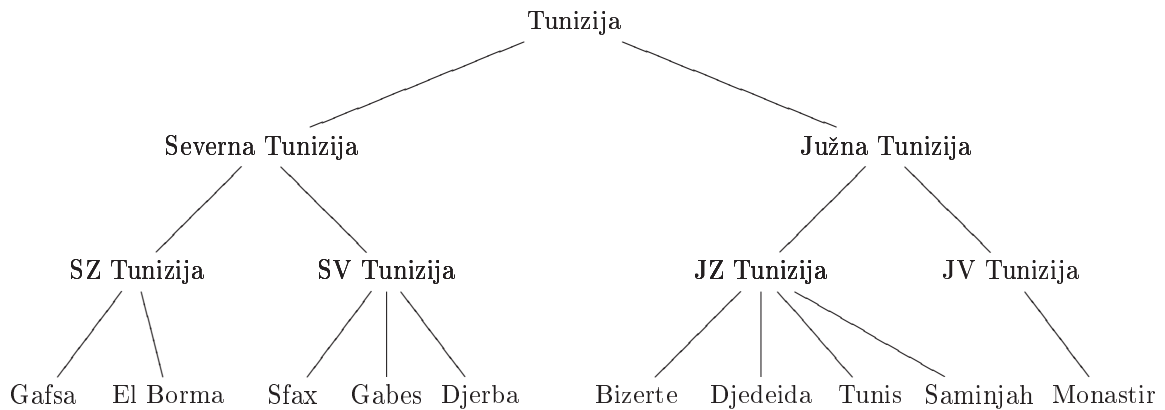 Tunizija
Severna Tunizija Južna Tunizija
SZ Tunizija SV Tunizija JZ Tunizija JV Tunizija
Gafsa El Borma Sfax Gabes Djerba Bizerte Djedeida Tunis Saminjah Monastir